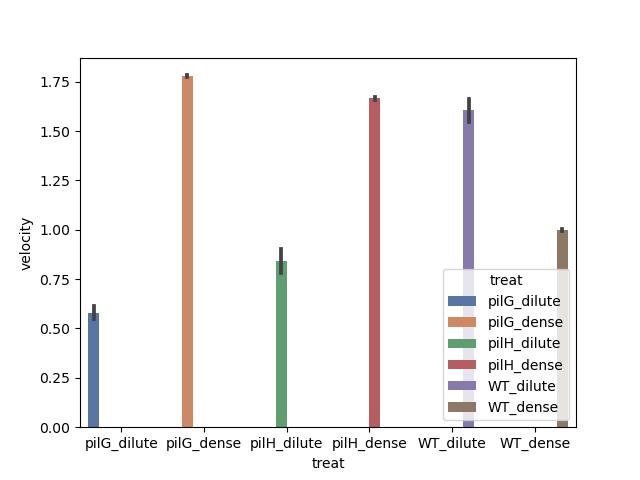 velocity
1.75
1.50
1.25
1.00
0.75
0.50
0.25
0.00
treat
pilG_dilute
pilG_dense
pilH_dilute
pilH_dense
WT_dilute
WT_dense
pilG_dilute pilG_dense pilH_dilute pilH_dense WT_dilute WT_dense
treat